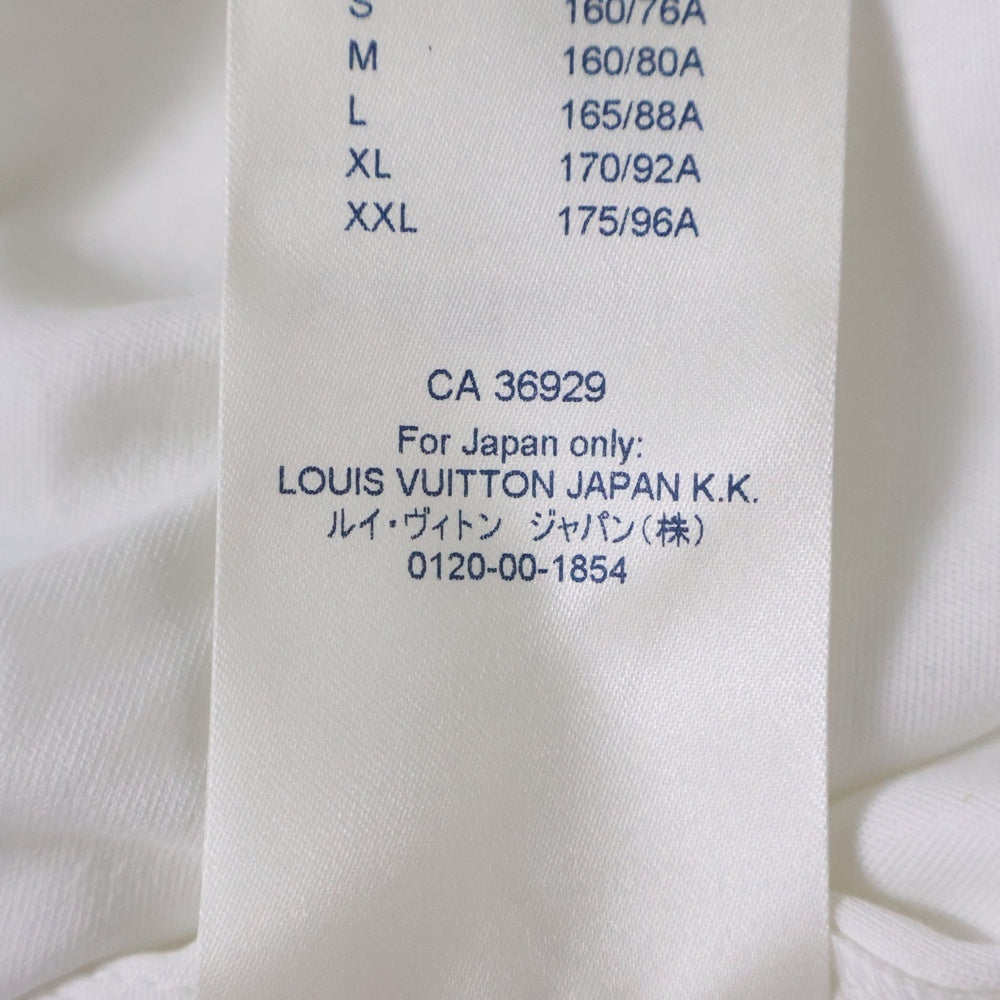 S 160/76A
M 160/80A
L 165/88A
XL 170/92A
XXL 175/96A
CA 36929
For Japan only:
LOUIS VUITTON JAPAN K.K.
ルイ・ヴィトン ジャパン(株)
0120-00-1854